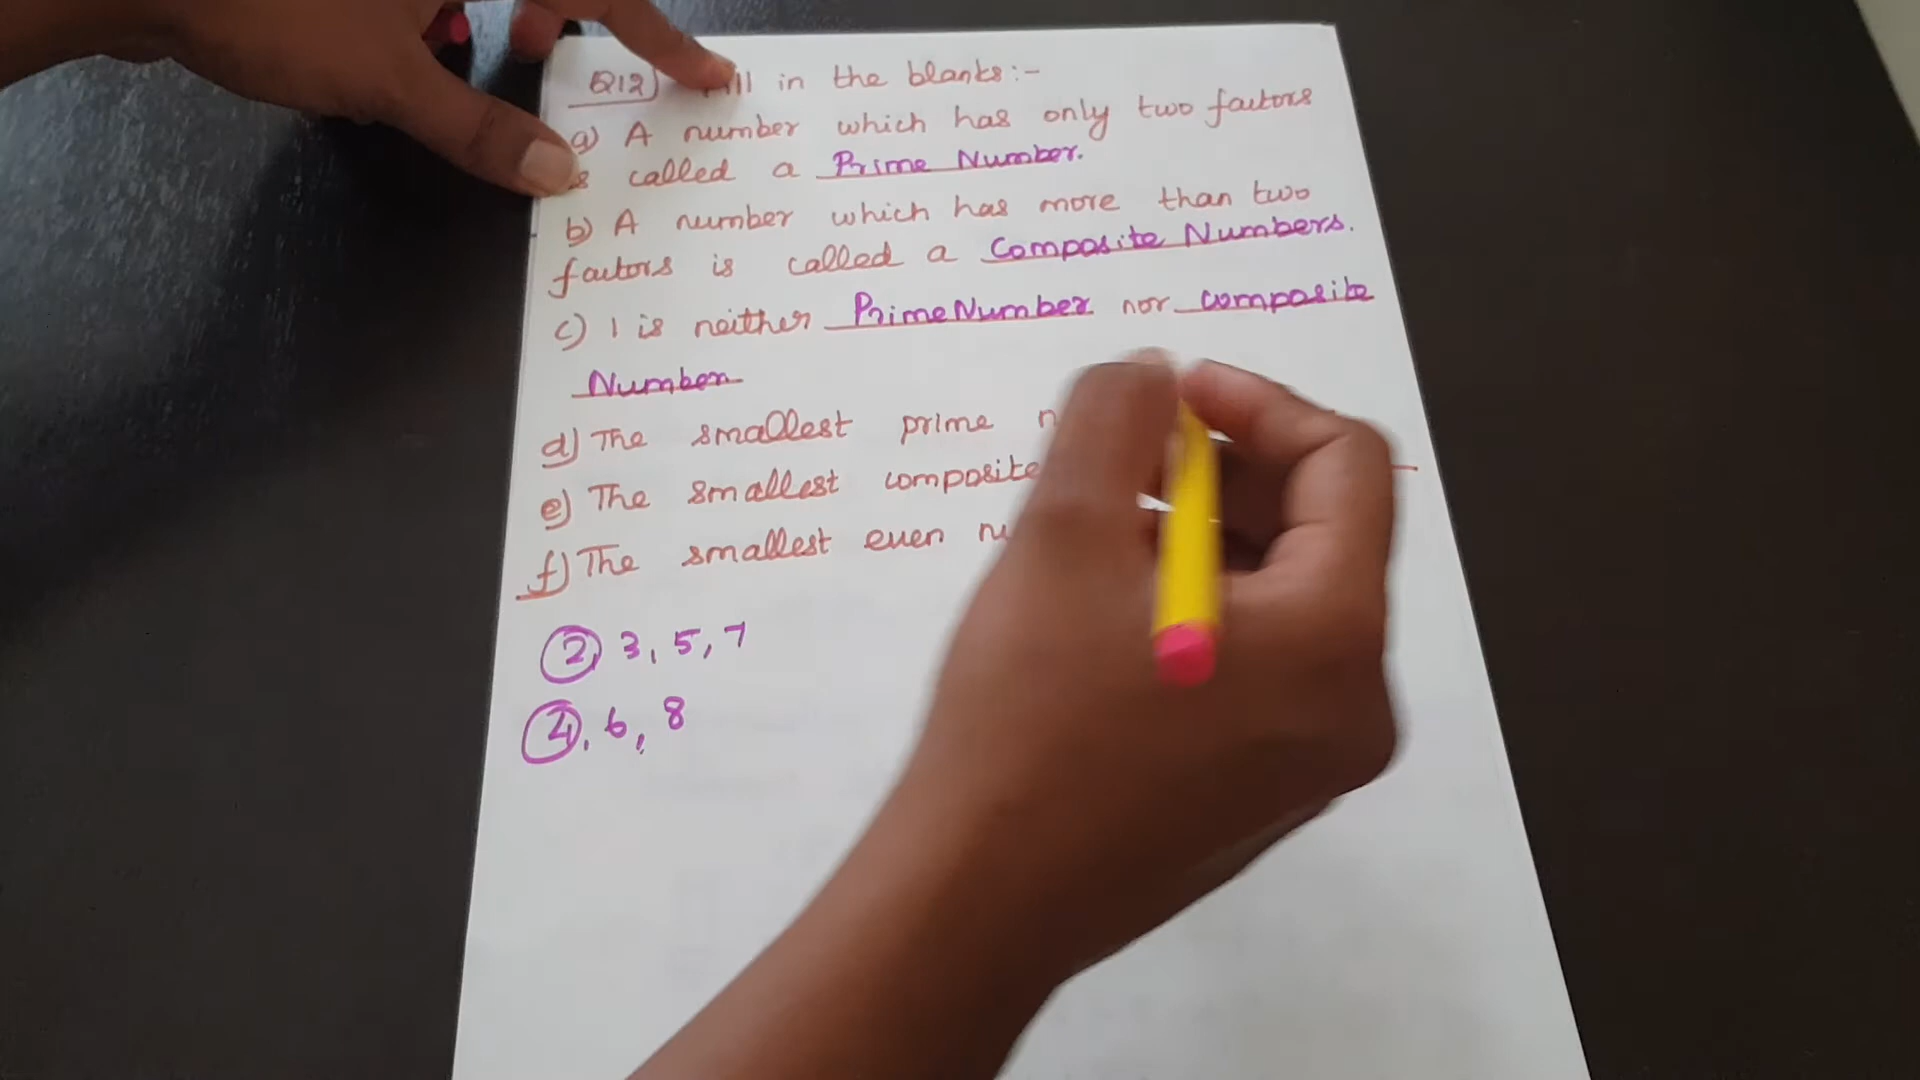 Q12) Fill in the blanks:-
a) A number which has only two factors
is called a Prime Number.
b) A number which has more than two
factors is called a Composite Numbers.
c) 1 is neither Prime Number nor composite
Number
d) The smallest prime
e) The smallest composite
f) The smallest even
2, 3, 5, 7
4, 6, 8